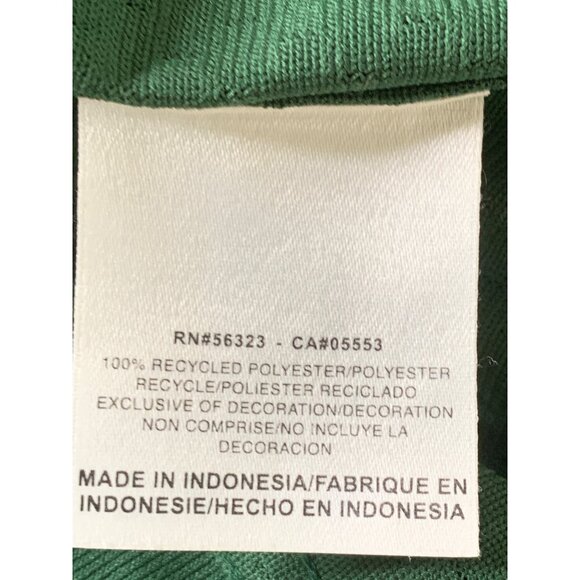 RN#56323 - CA#05553
100% RECYCLED POLYESTER/POLYESTER
RECYCLE/POLIESTER RECICLADO
EXCLUSIVE OF DECORATION/DECORATION
NON COMPRISE/NO INCLUYE LA
DECORACION
MADE IN INDONESIA/FABRIQUE EN
INDONESIE/HECHO EN INDONESIA